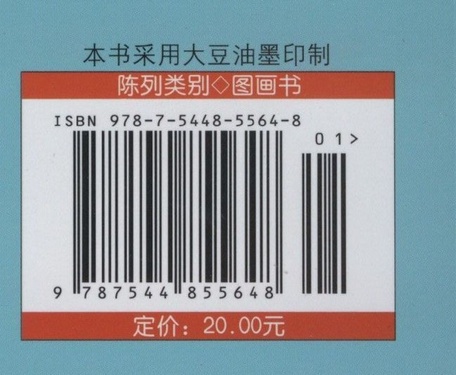 本书采用大豆油墨印制
陈列类别◇图画书
ISBN 978-7-5448-5564-8
01>
9 787544 855648
定价：20.00元